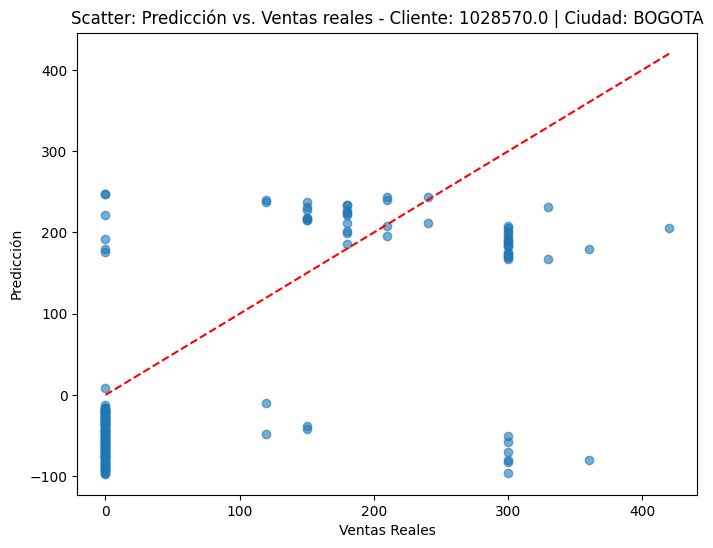 Scatter: Predicción vs. Ventas reales - Cliente: 1028570.0 | Ciudad: BOGOTA
400
300
200
100
0
−100
Predicción
0 100 200 300 400
Ventas Reales